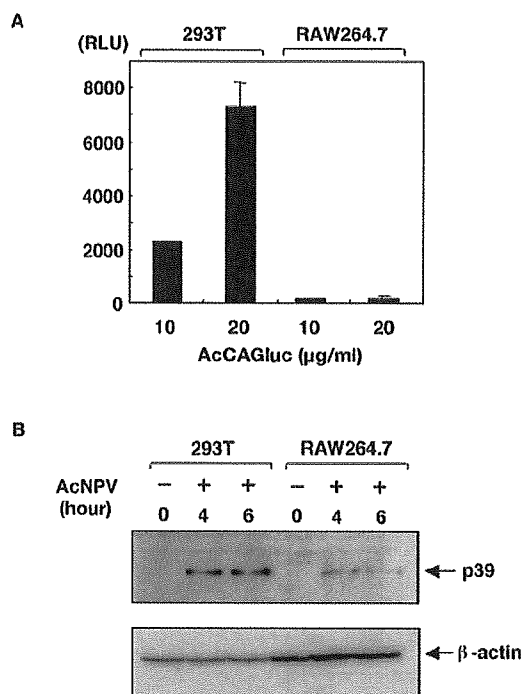 A
(RLU)
293T RAW264.7
8000
6000
4000
2000
0
10 20 10 20
AcCAGluc (µg/ml)
B
293T RAW264.7
AcNPV − + + − + +
(hour) 0 4 6 0 4 6
p39
β-actin